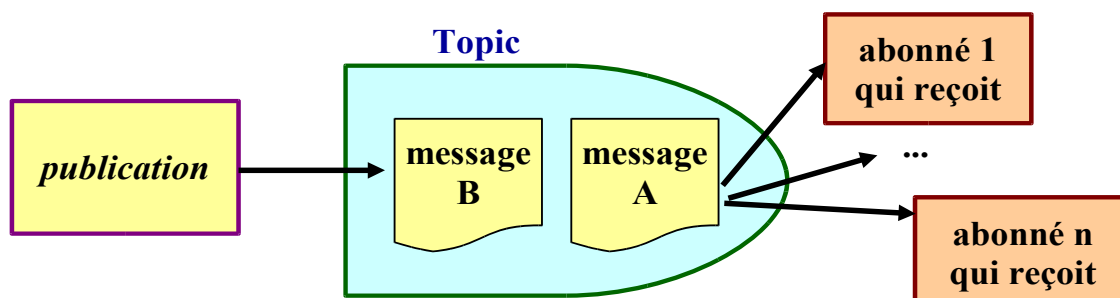 Topic
publication
message
B
message
A
abonné 1
qui reçoit
...
abonné n
qui reçoit